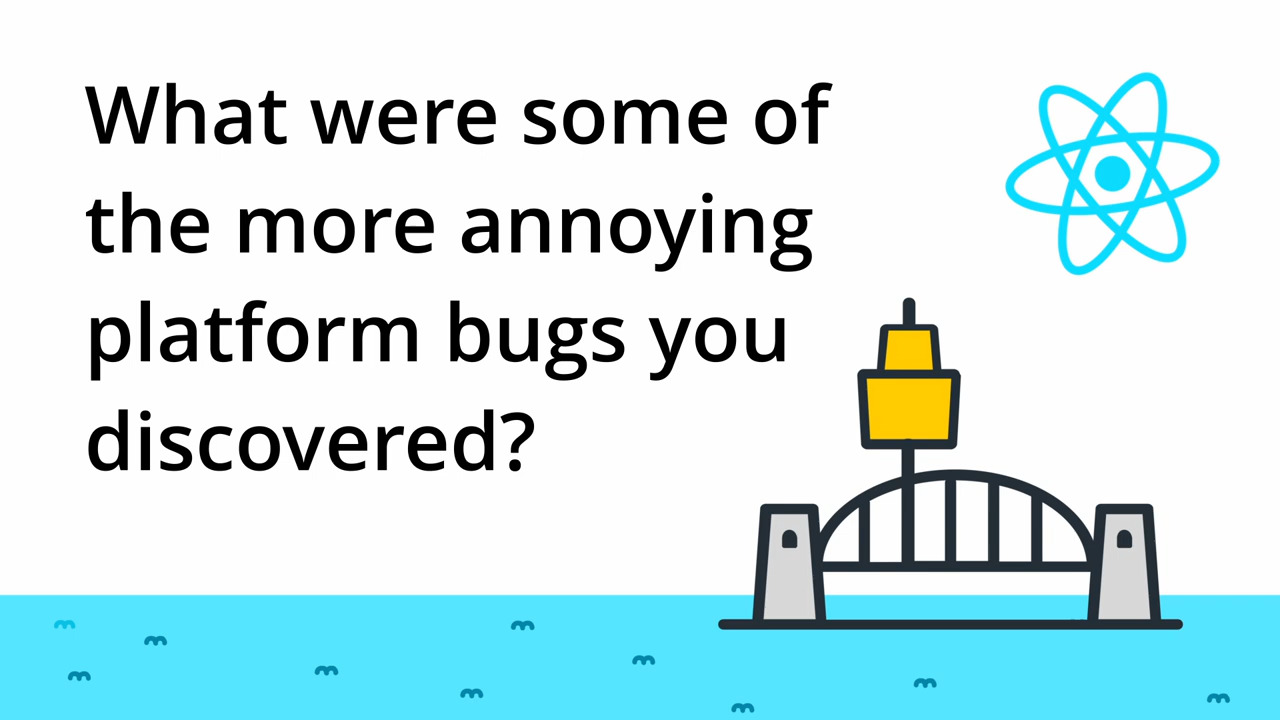 What were some of
the more annoying
platform bugs you
discovered?